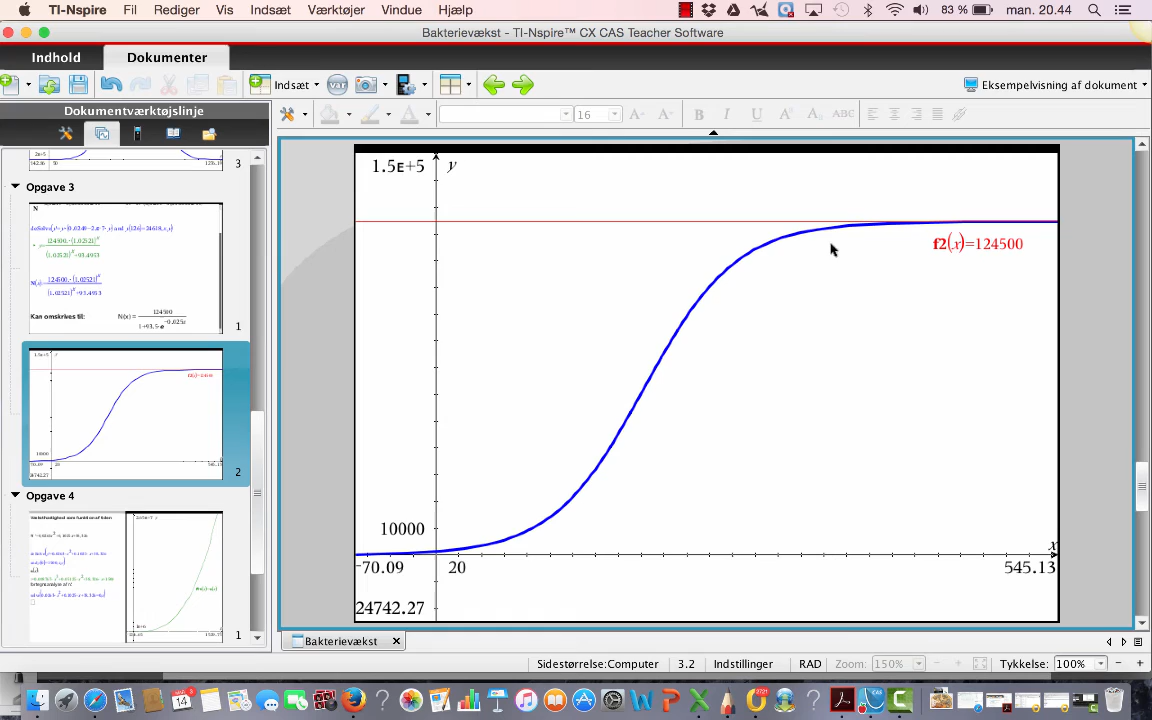 TI-Nspire Fil Rediger Vis Indsæt Værktøjer Vindue Hjælp 83 % man. 20.44
Bakterievækst - TI-Nspire™ CX CAS Teacher Software
Indhold Dokumenter
Indsæt Eksempelvisning af dokument
Dokumentværktøjslinje
16 B I U ABC
3
Opgave 3
N
Kan omskrives til:
1
2
Opgave 4
1
1.5E+5 y
f2(x)=124500
10000
x
-70.09 20 545.13
24742.27
Bakterievækst
Sidestørrelse:Computer 3.2 Indstillinger RAD Zoom: 150% Tykkelse: 100%